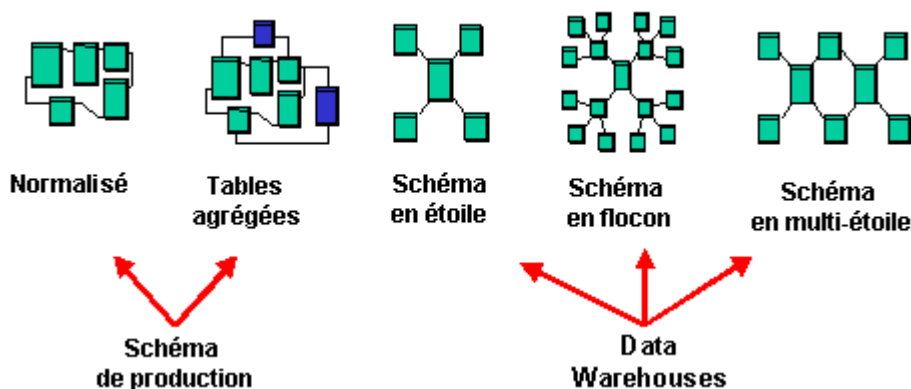 Normalisé
Tables
agrégées
Schéma
en étoile
Schéma
en flocon
Schéma
en multi-étoile
Schéma
de production
Data
Warehouses